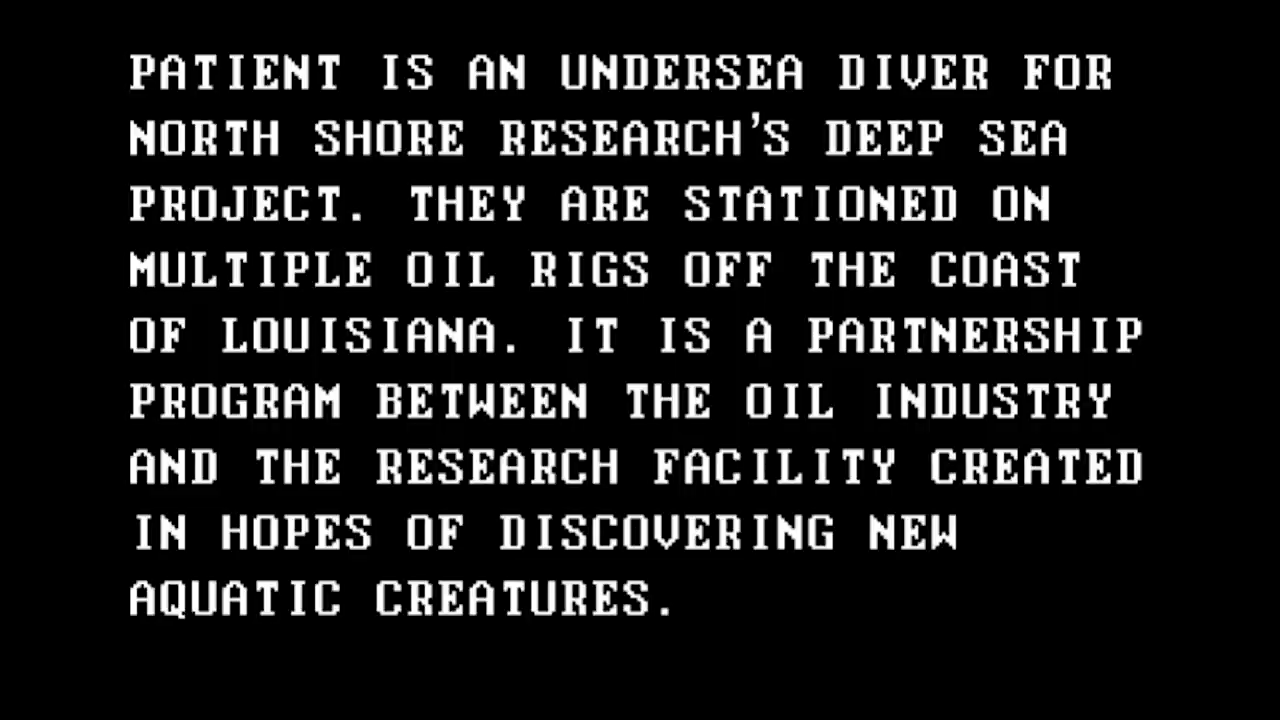 PATIENT IS AN UNDERSEA DIVER FOR
NORTH SHORE RESEARCH'S DEEP SEA
PROJECT. THEY ARE STATIONED ON
MULTIPLE OIL RIGS OFF THE COAST
OF LOUISIANA. IT IS A PARTNERSHIP
PROGRAM BETWEEN THE OIL INDUSTRY
AND THE RESEARCH FACILITY CREATED
IN HOPES OF DISCOVERING NEW
AQUATIC CREATURES.